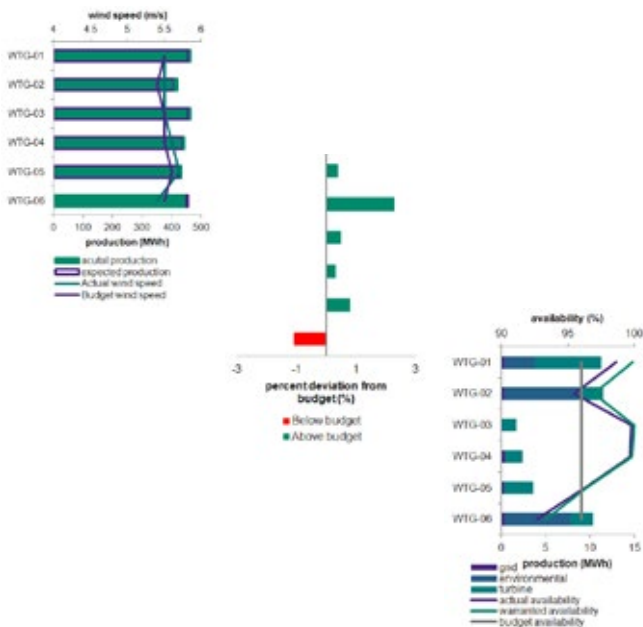 wind speed (m/s)
4 4.5 5 5.5 6
WTG-01
WTG-02
WTG-03
WTG-04
WTG-05
WTG-06
0 100 200 300 400 500
production (MWh)
acutal production
expected production
Actual wind speed
Budget wind speed
-3 -1 1 3
percent deviation from
budget (%)
Below budget
Above budget
availability (%)
90 95 100
WTG-01
WTG-02
WTG-03
WTG-04
WTG-05
WTG-06
0 5 10 15
production (MWh)
grid
environmental
turbine
actual availability
warranted availability
budget availability